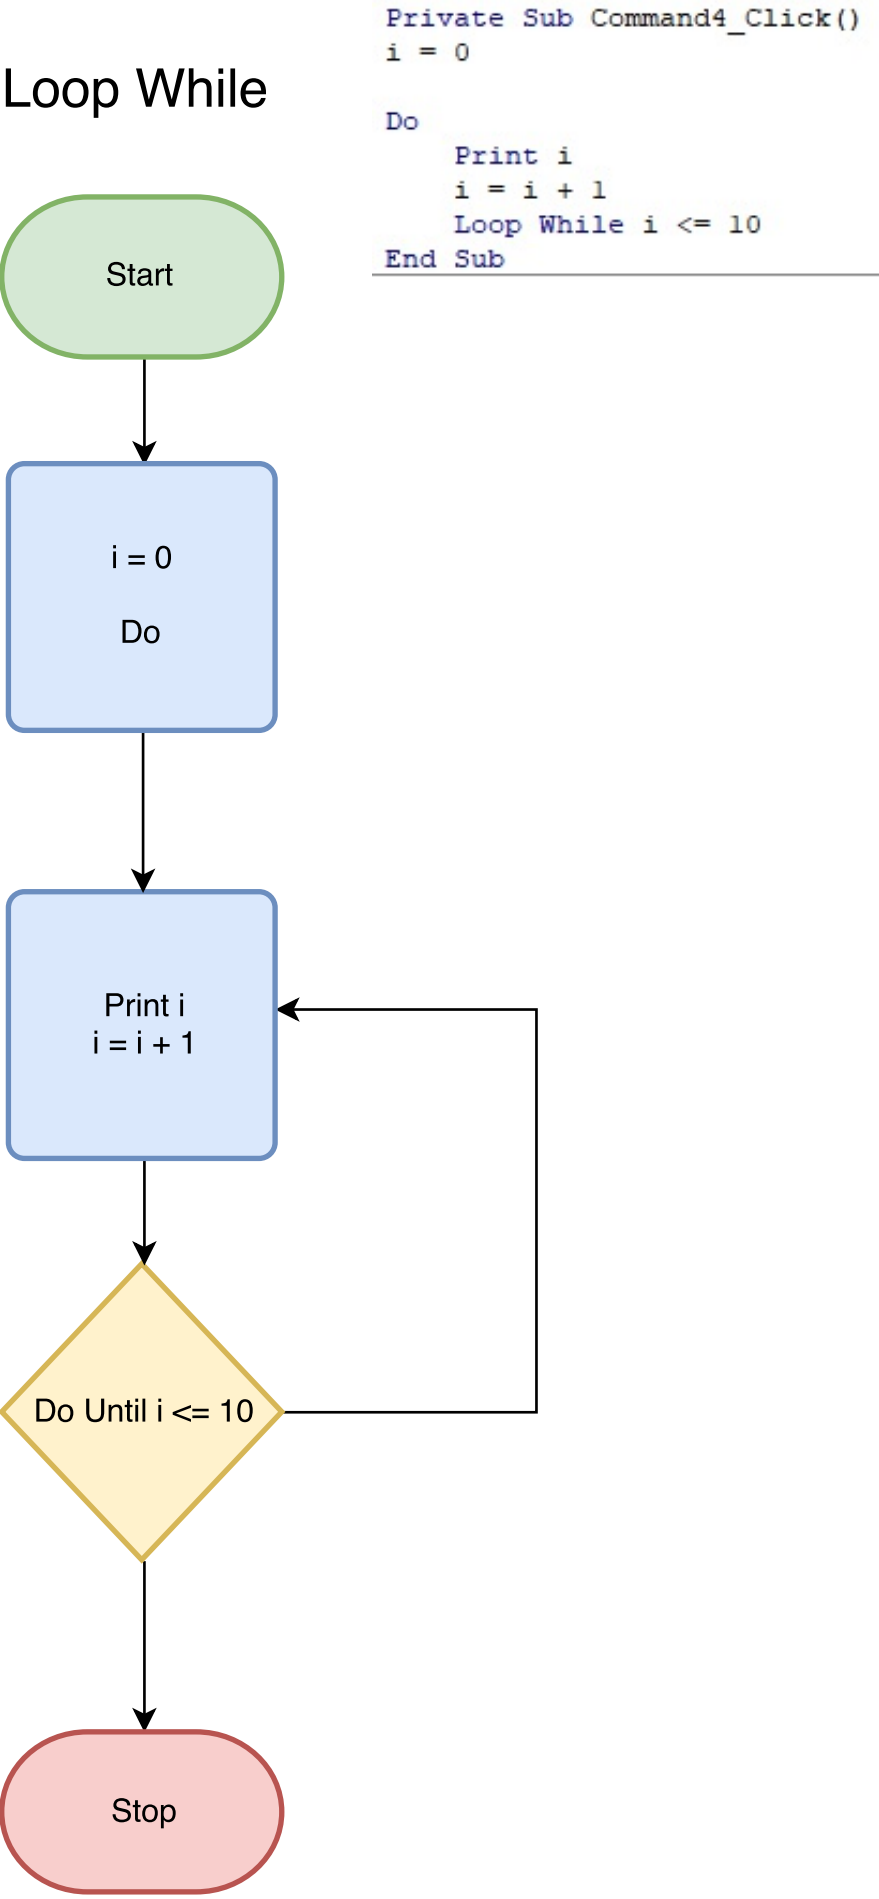 Loop While
Private Sub Command4_Click()
i = 0
Do
Print i
i = i + 1
Loop While i <= 10
End Sub
Start
i = 0
Do
Print i
i = i + 1
Do Until i <= 10
Stop